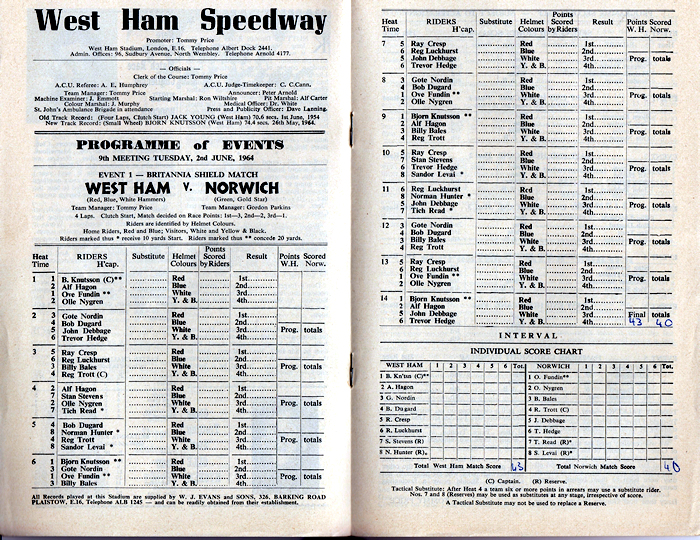 West Ham Speedway
Promoter: Tommy Price
West Ham Stadium, London, E.16. Telephone Albert Dock 2441.
Admin. Offices: 96, Sudbury Avenue, North Wembley. Telephone Arnold 4177.
— Officials —
Clerk of the Course: Tommy Price
A.C.U. Referee: A. E. Humphrey A.C.U. Judge-Timekeeper: C. C. Cann,
Team Manager: Tommy Price Announcer: Peter Arnold
Machine Examiner: J. Emmott Starting Marshal: Ron Wiltshire Pit Marshal: Alf Carter
Colour Marshal: J. Murphy Medical Officer: Dr. White
St. John's Ambulance Brigade in attendance Press and Publicity Officer: Dave Lanning.
Old Track Record: (Four Laps, Clutch Start) JACK YOUNG (West Ham) 70.6 secs. 1st June, 1954
New Track Record: (Small Wheel) BJORN KNUTSSON (West Ham) 74.4 secs. 26th May, 1964.
PROGRAMME of EVENTS
9th MEETING TUESDAY, 2nd JUNE, 1964
EVENT 1 — BRITANNIA SHIELD MATCH
WEST HAM V. NORWICH
(Red, Blue, White Hammers) (Green, Gold Star)
Team Manager: Tommy Price Team Manager: Gordon Parkins
4 Laps. Clutch Start, Match decided on Race Points: 1st—3, 2nd—2, 3rd—1.
Riders are identified by Helmet Colours.
Home Riders, Red and Blue; Visitors, White and Yellow & Black.
Riders marked thus * receive 10 yards Start. Riders marked thus ** concede 20 yards.
Heat Time RIDERS H'cap. Substitute Helmet Colours Points Scored by Riders Result Points W.H. Scored Norw.
1 1 B. Knutsson (C)** Red 1st
2 Alf Hagon Blue 2nd
1 Ove Fundin ** White 3rd Prog. totals
2 Olle Nygren Y. & B. 4th
2 3 Gote Nordin Red 1st
4 Bob Dugard Blue 2nd
5 John Debbage White 3rd Prog. totals
6 Trevor Hedge Y. & B. 4th
3 5 Ray Cresp Red 1st
6 Reg Luckhurst Blue 2nd
3 Billy Bales White 3rd Prog. totals
4 Reg Trott (C) Y. & B. 4th
4 2 Alf Hagon Red 1st
7 Stan Stevens Blue 2nd
2 Olle Nygren White 3rd Prog. totals
7 Tich Read * Y. & B. 4th
5 4 Bob Dugard Red 1st
8 Norman Hunter * Blue 2nd
4 Reg Trott White 3rd Prog. totals
8 Sandor Levai * Y. & B. 4th
6 1 Bjorn Knutsson ** Red 1st
3 Gote Nordin Blue 2nd
1 Ove Fundin ** White 3rd Prog. totals
3 Billy Bales Y. & B. 4th
All Records played at this Stadium are supplied by W. J. EVANS and SONS, 326, BARKING ROAD
PLAISTOW, E.16. Telephone ALB 1245 — and can be readily obtained from their establishment.
Heat Time RIDERS H'cap. Substitute Helmet Colours Points Scored by Riders Result Points W. H. Scored Norw.
7 5 Ray Cresp Red 1st
6 Reg Luckhurst Blue 2nd
5 John Debbage White 3rd Prog. totals
6 Trevor Hedge Y. & B. 4th
8 3 Gote Nordin Red 1st
4 Bob Dugard Blue 2nd
1 Ove Fundin ** White 3rd Prog. totals
2 Olle Nygren Y. & B. 4th
9 1 Bjorn Knutsson ** Red 1st
2 Alf Hagon Blue 2nd
3 Billy Bales White 3rd Prog. totals
4 Reg Trott Y. & B. 4th
10 5 Ray Cresp Red 1st
7 Stan Stevens Blue 2nd
6 Trevor Hedge White 3rd Prog. totals
8 Sandor Levai * Y. & B. 4th
11 6 Reg Luckhurst Red 1st
8 Norman Hunter * Blue 2nd
5 John Debbage White 3rd Prog. totals
7 Tich Read * Y. & B. 4th
12 3 Gote Nordin Red 1st
4 Bob Dugard Blue 2nd
3 Billy Bales White 3rd Prog. totals
4 Reg Trott Y. & B. 4th
13 5 Ray Cresp Red 1st
6 Reg Luckhurst Blue 2nd
1 Ove Fundin ** White 3rd Prog. totals
2 Olle Nygren Y. & B. 4th
14 1 Bjorn Knutsson ** Red 1st
2 Alf Hagon Blue 2nd
5 John Debbage White 3rd Final totals
6 Trevor Hedge Y. & B. 4th 43 40
INTERVAL
INDIVIDUAL SCORE CHART
WEST HAM 1 2 3 4 5 6 Tot. NORWICH 1 2 3 4 5 6 Tot.
1 B. Kn'tsn (C)** 1 O. Fundin**
2 A. Hagon 2 O. Nygren
3 G. Nordin 3 B. Bales
4 B. Dugard 4 R. Trott (C)
5 R. Cresp 5 J. Debbage
6 R. Luckhurst 6 T. Hedge
7 S. Stevens (R) 7 T. Read (R)*
8 N. Hunter (R)* 8 S. Levai (R)*
Total West Ham Match Score 43 Total Norwich Match Score 40
(C) Captain. (R) Reserve.
Tactical Substitute: After Heat 4 a team six or more points in arrears may use a substitute rider.
Nos. 7 and 8 (Reserves) may be used as substitutes at any stage, irrespective of score.
A Tactical Substitute may not be used to replace a Reserve.